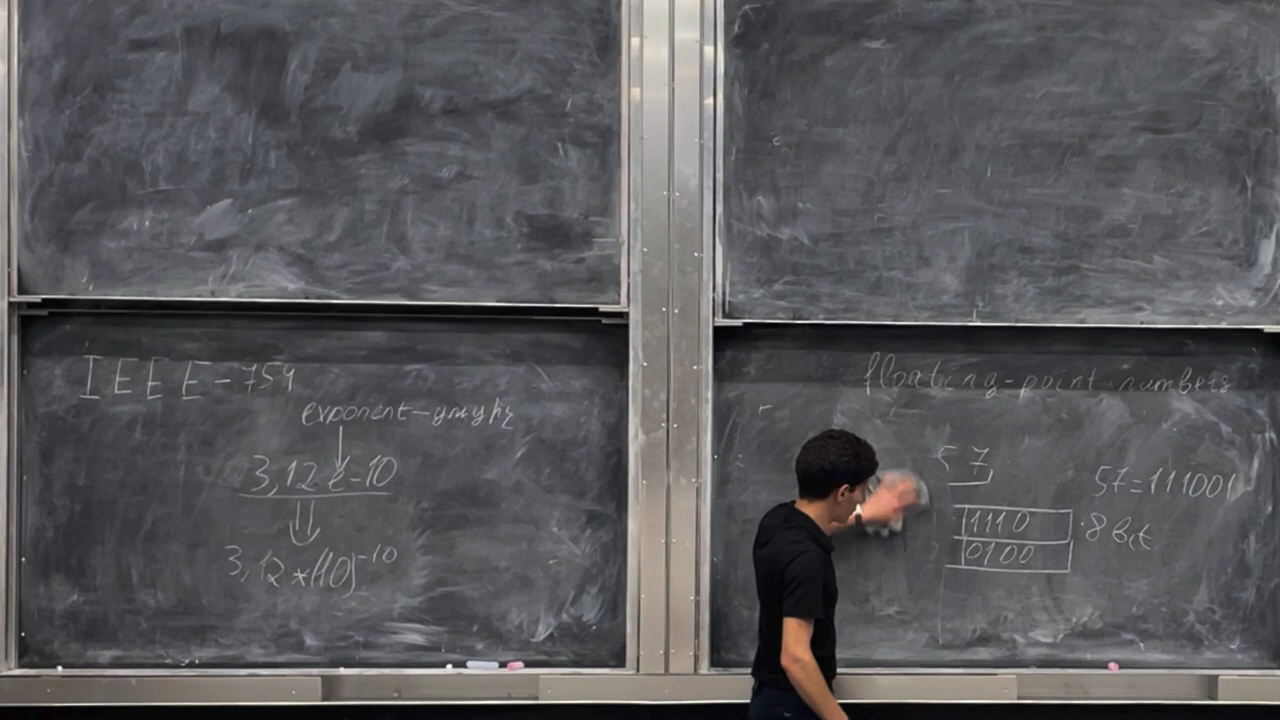 IEEE-754
exponent-
3,12 e-10
⇓
3,12*(10)^-10
floating-point numbers
57
57=111001
1110
8 bit
0100